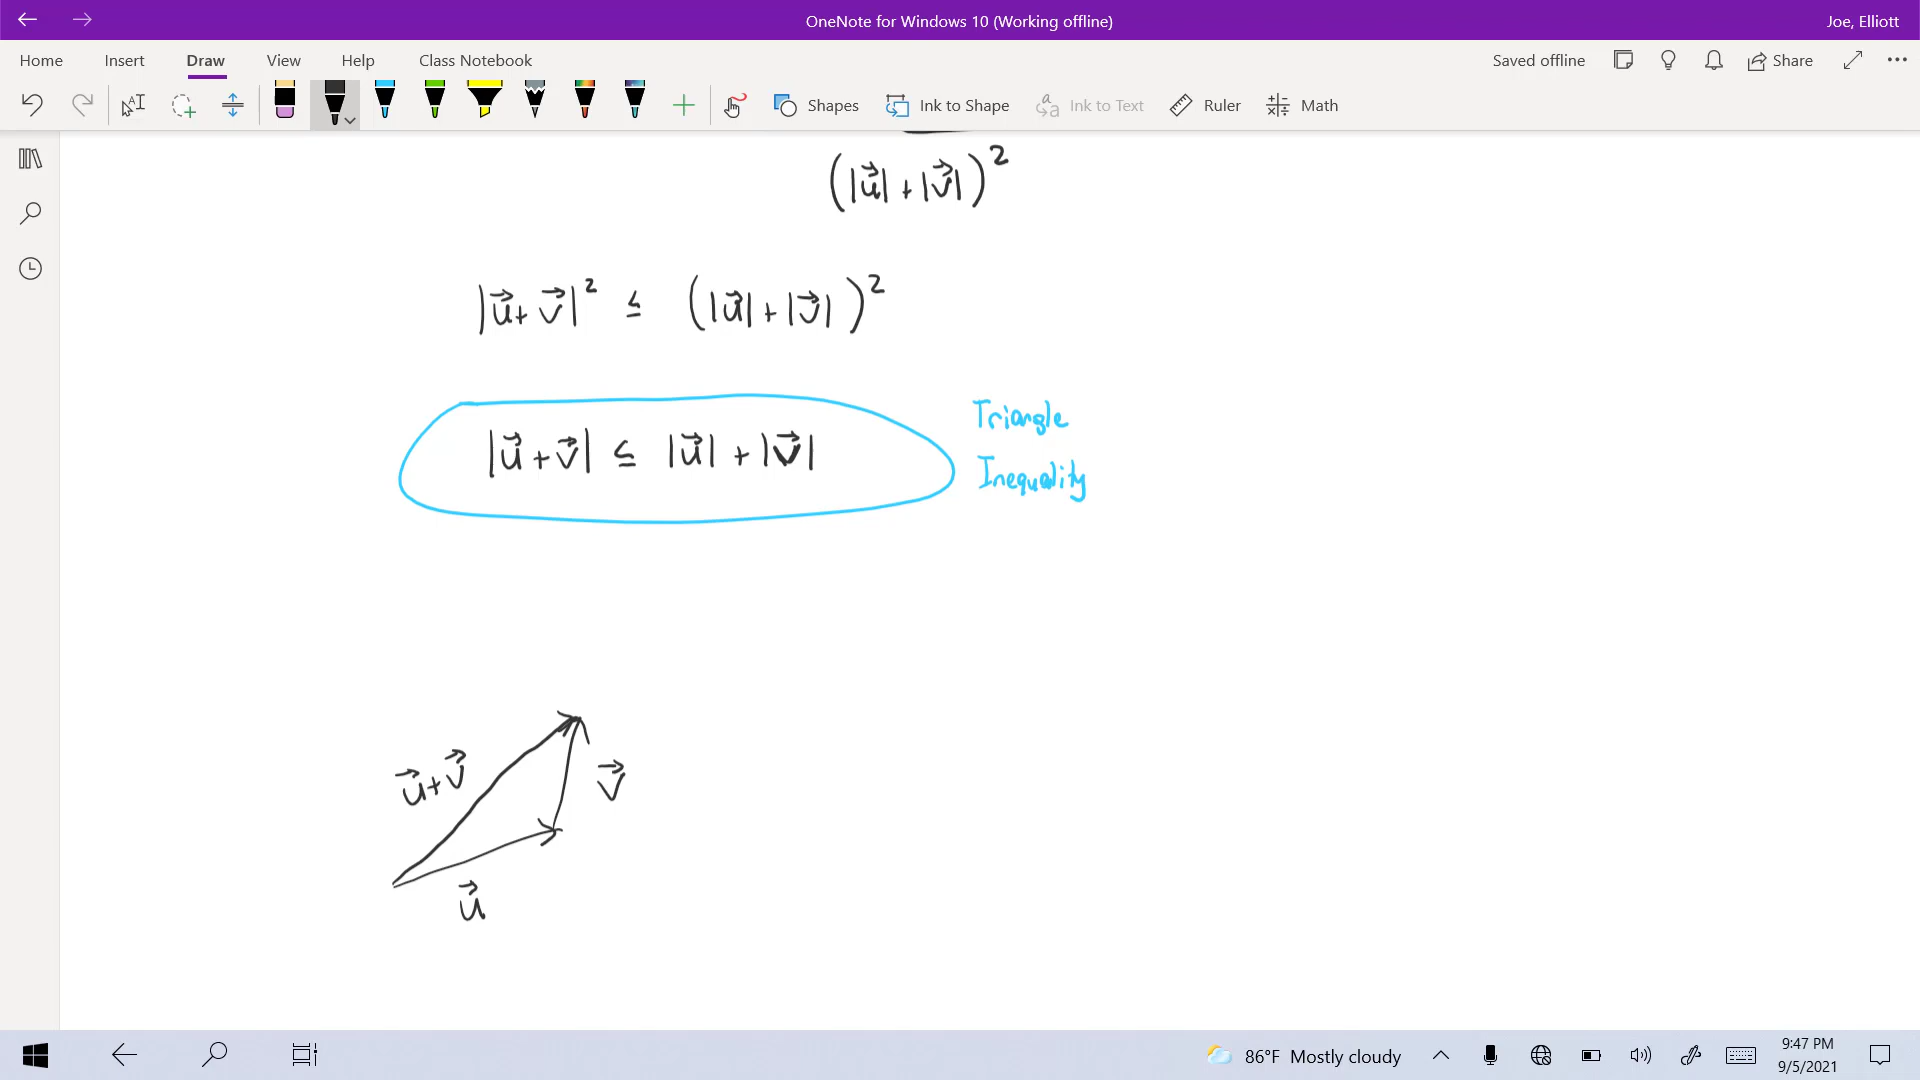 OneNote for Windows 10 (Working offline)
Joe, Elliott
Home Insert Draw View Help Class Notebook
Saved offline Share
Shapes Ink to Shape Ink to Text Ruler Math
(|u⃗| + |v⃗|)²
|u⃗ + v⃗|² ≤ (|u⃗| + |v⃗|)²
|u⃗ + v⃗| ≤ |u⃗| + |v⃗|
Triangle
Inequality
u⃗+v⃗
v⃗
u⃗
86°F Mostly cloudy
9:47 PM
9/5/2021